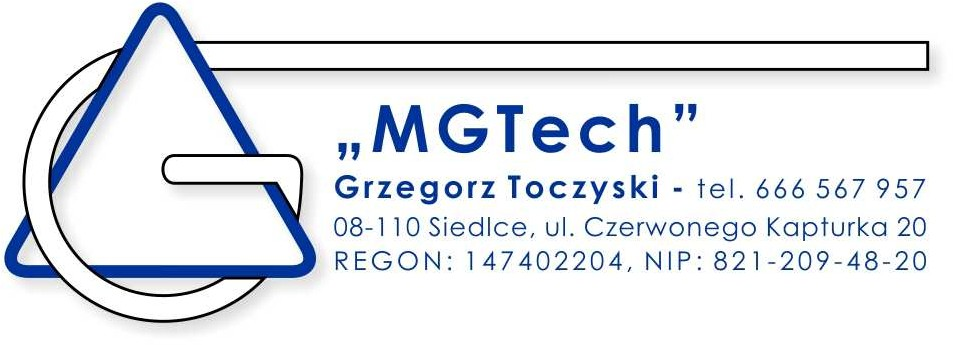 „MGTech”
Grzegorz Toczyski - tel. 666 567 957
08-110 Siedlce, ul. Czerwonego Kapturka 20
REGON: 147402204, NIP: 821-209-48-20